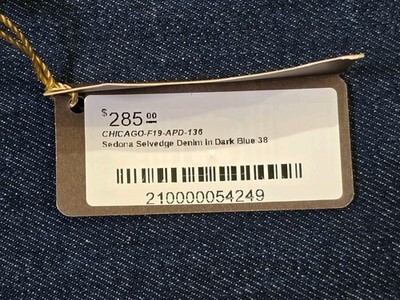 $285.00
CHICAGO-F19-APD-136
Sedona Selvedge Denim in Dark Blue 38
210000054249